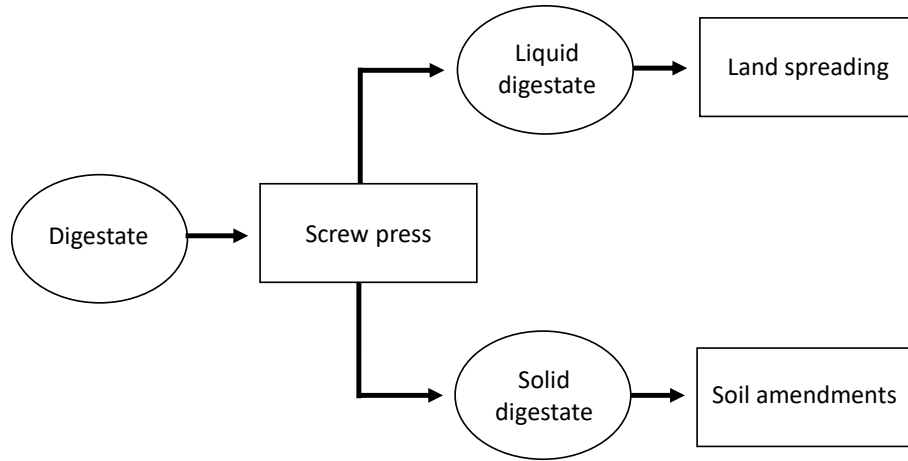 Digestate
Screw press
Liquid
digestate
Land spreading
Solid
digestate
Soil amendments